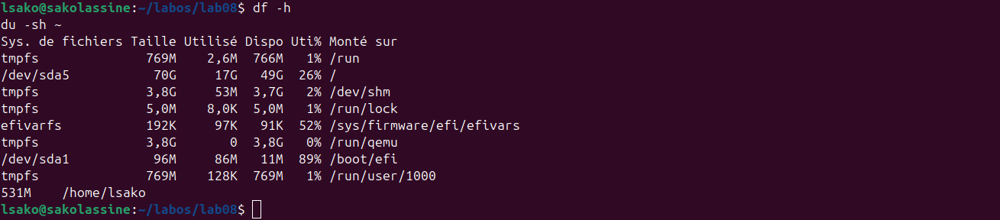 lsako@sakolassine:~/labos/lab08$ df -h
du -sh ~
Sys. de fichiers Taille Utilisé Dispo Uti% Monté sur
tmpfs              769M    2,6M  766M   1% /run
/dev/sda5           70G     17G   49G  26% /
tmpfs              3,8G     53M  3,7G   2% /dev/shm
tmpfs              5,0M    8,0K  5,0M   1% /run/lock
efivarfs           192K     97K   91K  52% /sys/firmware/efi/efivars
tmpfs              3,8G       0  3,8G   0% /run/qemu
/dev/sda1           96M     86M   11M  89% /boot/efi
tmpfs              769M    128K  769M   1% /run/user/1000
531M    /home/lsako
lsako@sakolassine:~/labos/lab08$